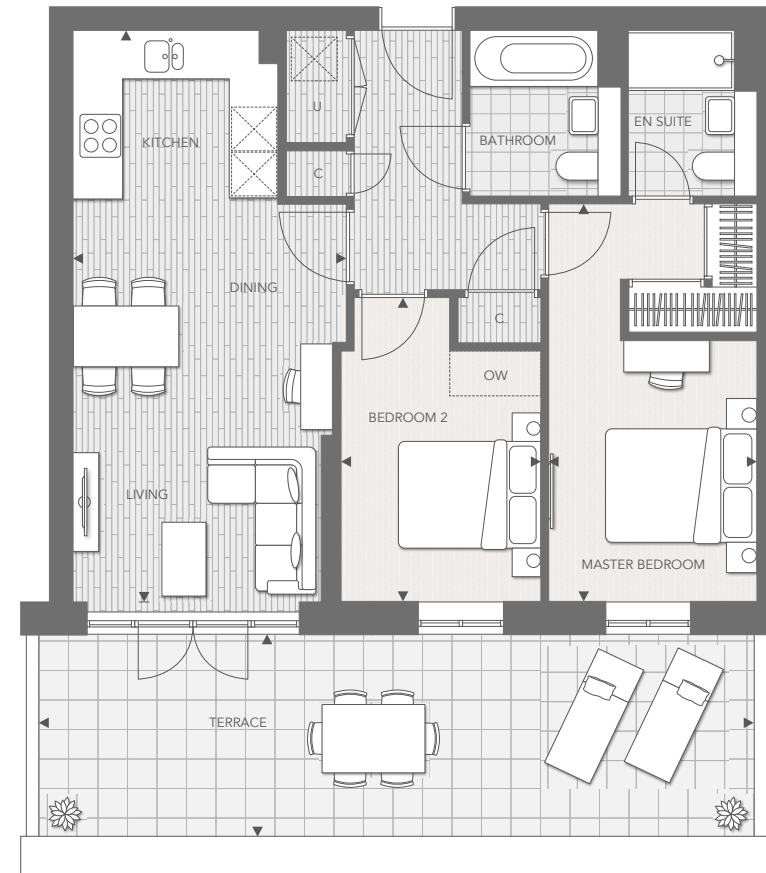 KITCHEN
U
C
BATHROOM
EN SUITE
DINING
C
OW
BEDROOM 2
LIVING
MASTER BEDROOM
TERRACE